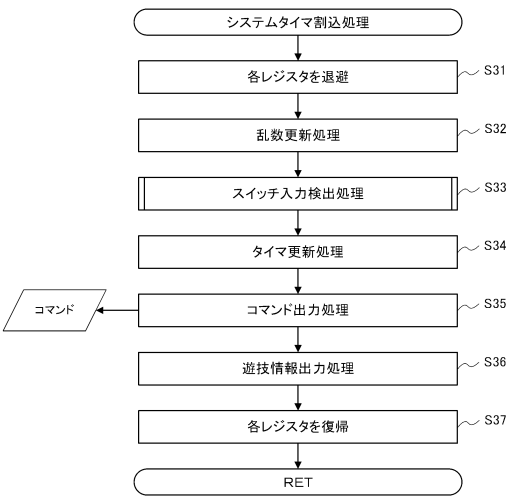 システムタイマ割込処理
各レジスタを退避
S31
乱数更新処理
S32
スイッチ入力検出処理
S33
タイマ更新処理
S34
コマンド
コマンド出力処理
S35
遊技情報出力処理
S36
各レジスタを復帰
S37
RET